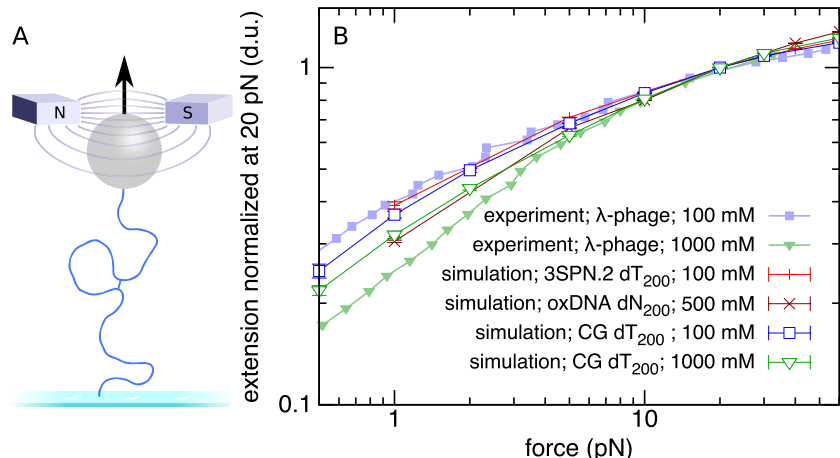 A
N
S
B
extension normalized at 20 pN (d.u.)
1
0.1
experiment; λ-phage; 100 mM
experiment; λ-phage; 1000 mM
simulation; 3SPN.2 dT200; 100 mM
simulation; oxDNA dN200; 500 mM
simulation; CG dT200 ; 100 mM
simulation; CG dT200; 1000 mM
1
10
force (pN)